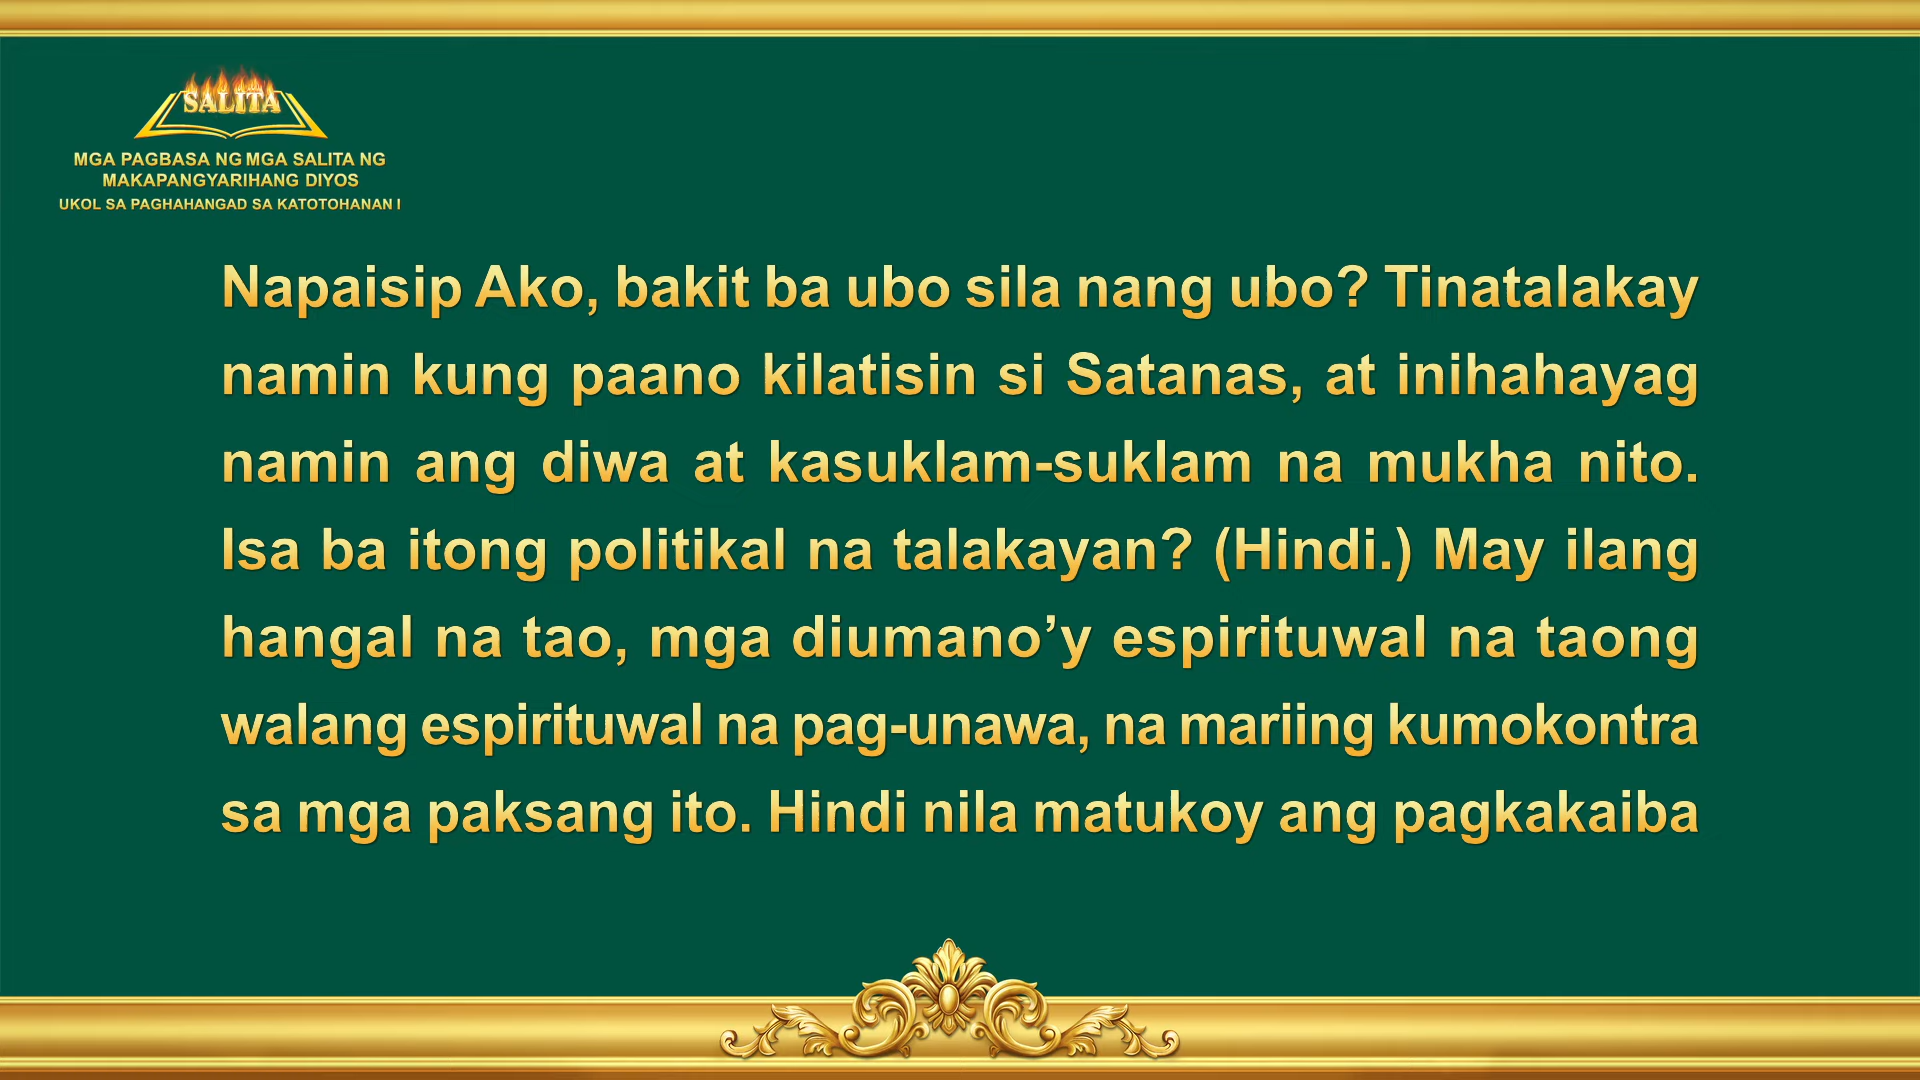 SALITA
MGA PAGBASA NG MGA SALITA NG
MAKAPANGYARIHANG DIYOS
UKOL SA PAGHAHANGAD SA KATOTOHANAN I
Napaisip Ako, bakit ba ubo sila nang ubo? Tinatalakay
namin kung paano kilatisin si Satanas, at inihahayag
namin ang diwa at kasuklam-suklam na mukha nito.
Isa ba itong politikal na talakayan? (Hindi.) May ilang
hangal na tao, mga diumano’y espirituwal na taong
walang espirituwal na pag-unawa, na mariing kumokontra
sa mga paksang ito. Hindi nila matukoy ang pagkakaiba